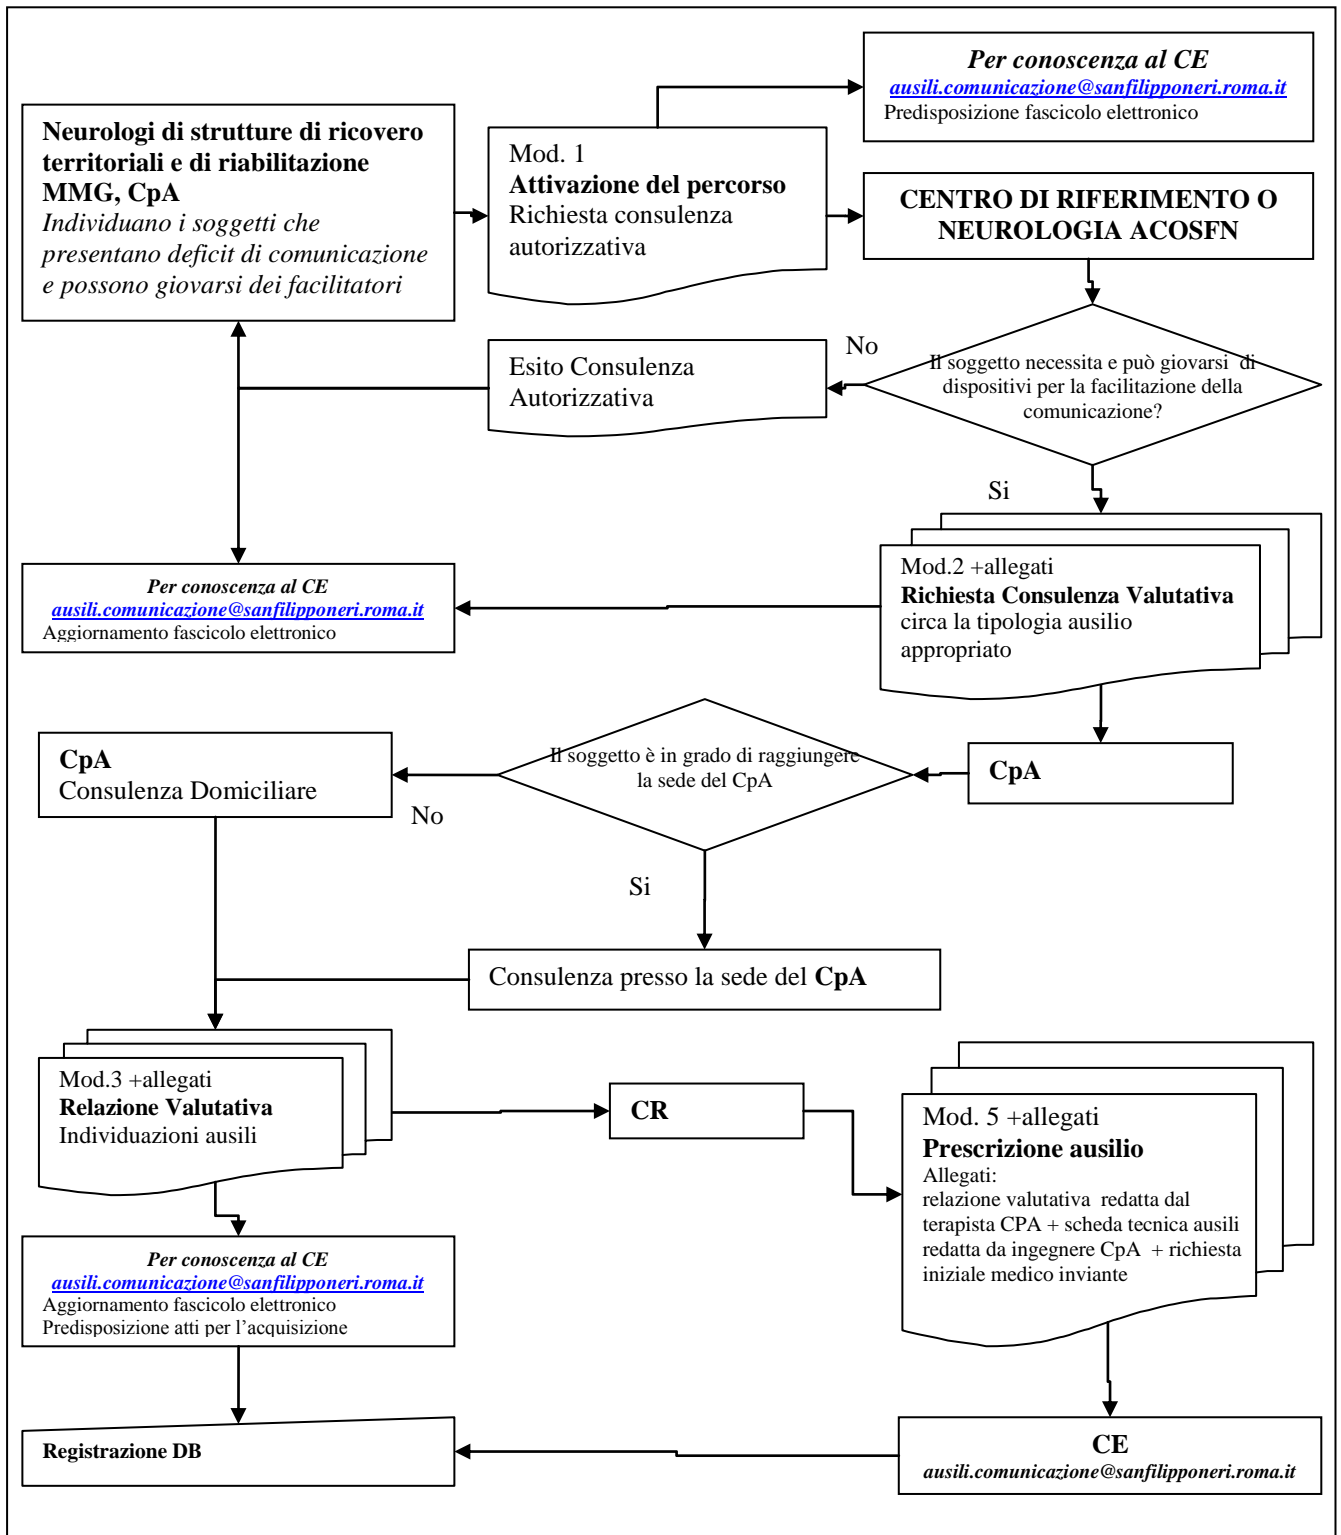 Per conoscenza al CE
ausili.comunicazione@sanfilipponeri.roma.it
Predisposizione fascicolo elettronico
Neurologi di strutture di ricovero
territoriali e di riabilitazione
MMG, CpA
Individuano i soggetti che
presentano deficit di comunicazione
e possono giovarsi dei facilitatori
Mod. 1
Attivazione del percorso
Richiesta consulenza
autorizzativa
CENTRO DI RIFERIMENTO O
NEUROLOGIA ACOSFN
Il soggetto necessita e può giovarsi di
dispositivi per la facilitazione della
comunicazione?
No
Esito Consulenza
Autorizzativa
Si
Mod.2 +allegati
Richiesta Consulenza Valutativa
circa la tipologia ausilio
appropriato
Per conoscenza al CE
ausili.comunicazione@sanfilipponeri.roma.it
Aggiornamento fascicolo elettronico
CpA
Il soggetto è in grado di raggiungere
la sede del CpA
No
CpA
Consulenza Domiciliare
Si
Consulenza presso la sede del CpA
Mod.3 +allegati
Relazione Valutativa
Individuazioni ausili
CR
Mod. 5 +allegati
Prescrizione ausilio
Allegati:
relazione valutativa redatta dal
terapista CPA + scheda tecnica ausili
redatta da ingegnere CpA + richiesta
iniziale medico inviante
Per conoscenza al CE
ausili.comunicazione@sanfilipponeri.roma.it
Aggiornamento fascicolo elettronico
Predisposizione atti per l'acquisizione
Registrazione DB
CE
ausili.comunicazione@sanfilipponeri.roma.it